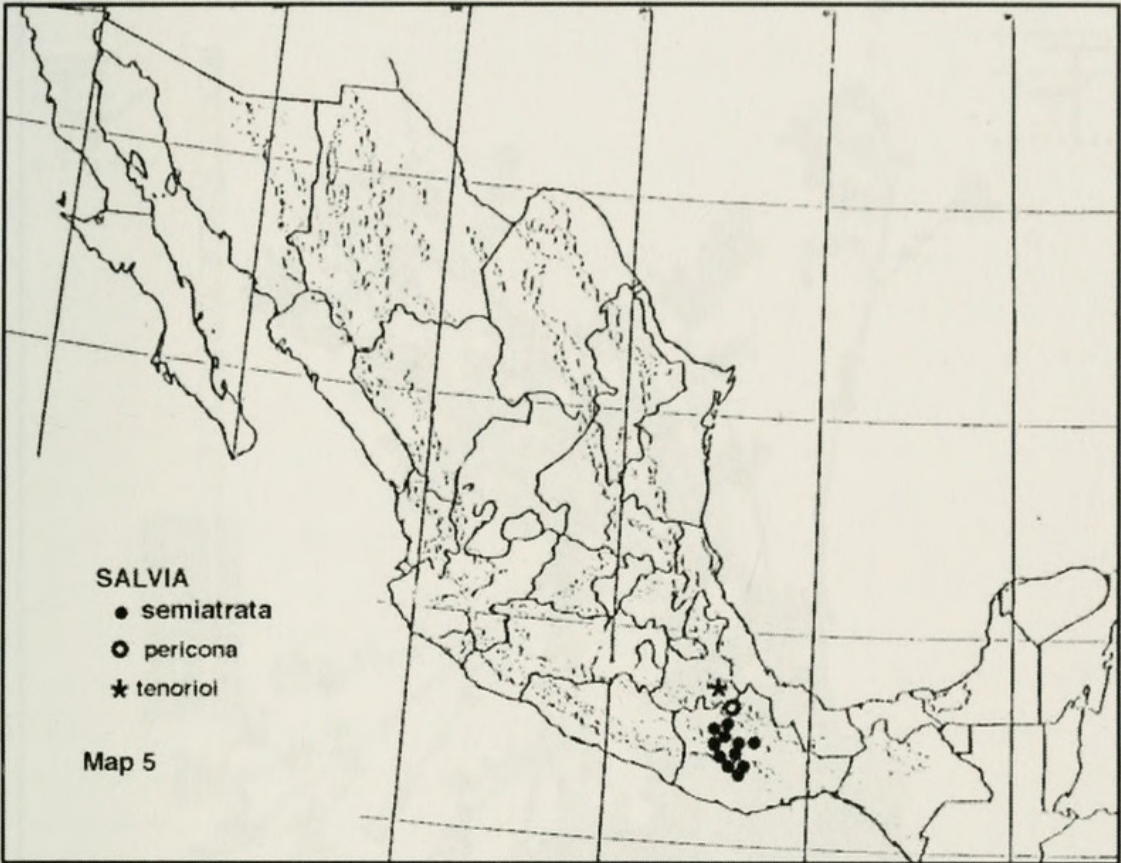 SALVIA
● semiatrata
○ pericona
★ tenorioi
Map 5